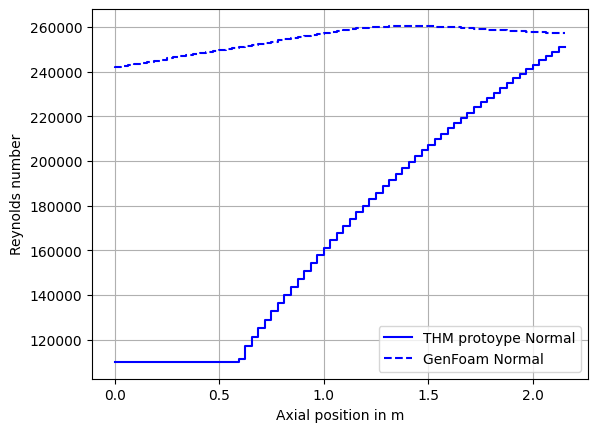 260000
240000
220000
200000
180000
160000
140000
120000
Reynolds number
THM protoype Normal
GenFoam Normal
0.0 0.5 1.0 1.5 2.0
Axial position in m